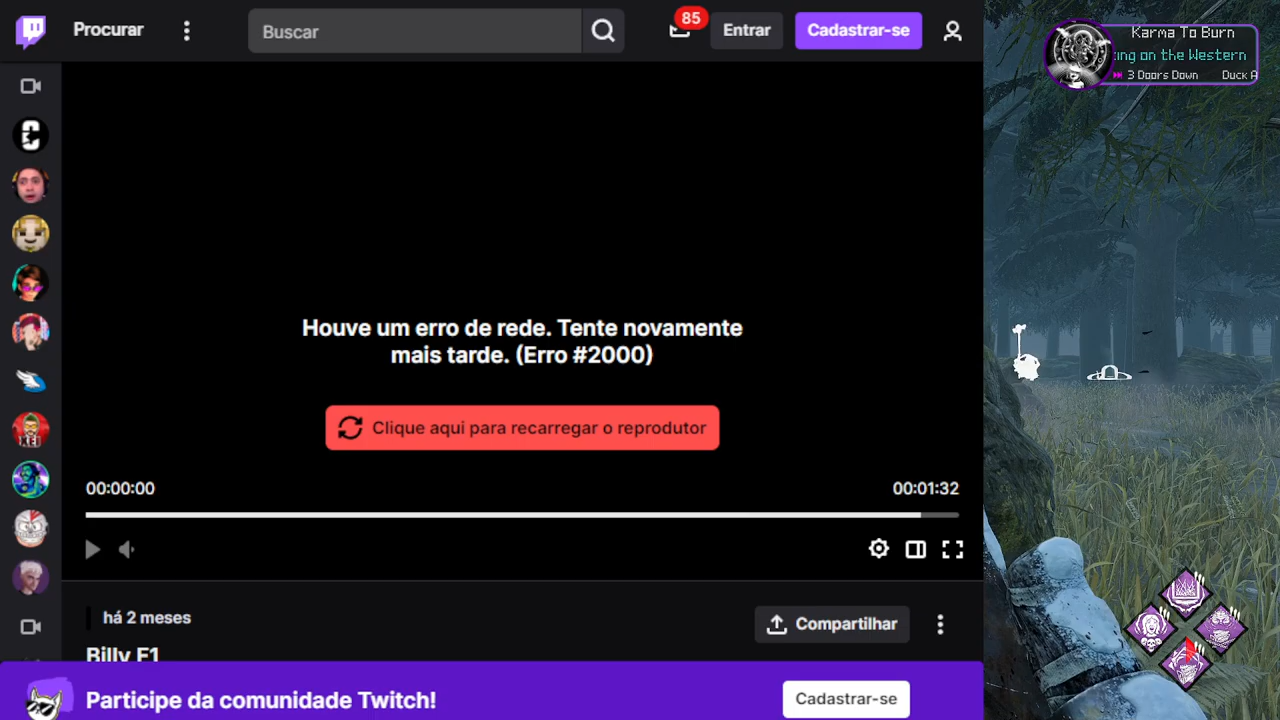 Procurar
Buscar
85
Entrar
Cadastrar-se
Karma To Burn
ing on the Western
3 Doors Down
Duck A
Houve um erro de rede. Tente novamente
mais tarde. (Erro #2000)
Clique aqui para recarregar o reprodutor
00:00:00
00:01:32
há 2 meses
Compartilhar
Billy F1
Participe da comunidade Twitch!
Cadastrar-se